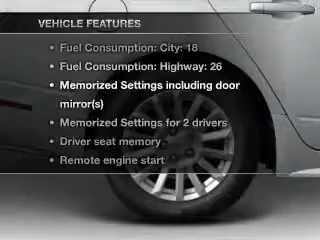 VEHICLE FEATURES
• Fuel Consumption: City: 18
• Fuel Consumption: Highway: 26
• Memorized Settings including door
mirror(s)
• Memorized Settings for 2 drivers
• Driver seat memory
• Remote engine start